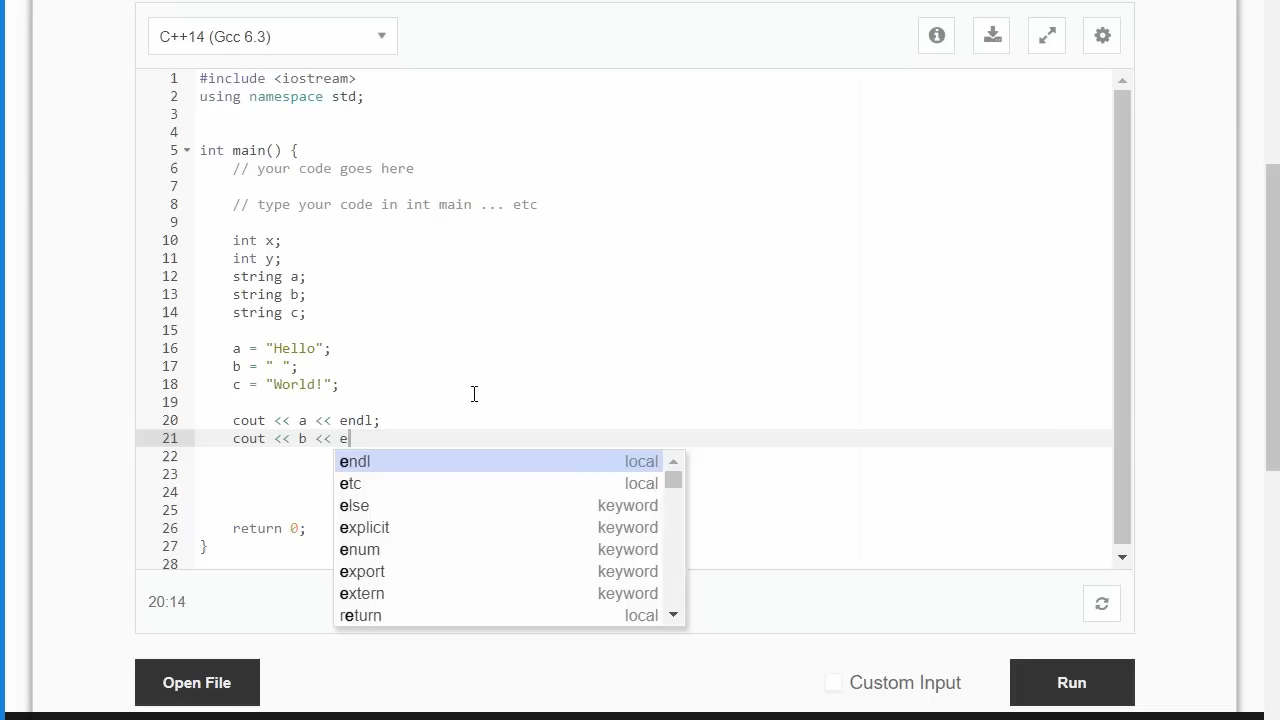 C++14 (Gcc 6.3)
1 #include <iostream>
2 using namespace std;
3
4
5 int main() {
6 // your code goes here
7
8 // type your code in int main ... etc
9
10 int x;
11 int y;
12 string a;
13 string b;
14 string c;
15
16 a = "Hello";
17 b = " ";
18 c = "World!";
19
20 cout << a << endl;
21 cout << b << e
22
23
24
25
26 return 0;
27 }
28
endl local
etc local
else keyword
explicit keyword
enum keyword
export keyword
extern keyword
return local
20:14
Open File
Custom Input
Run